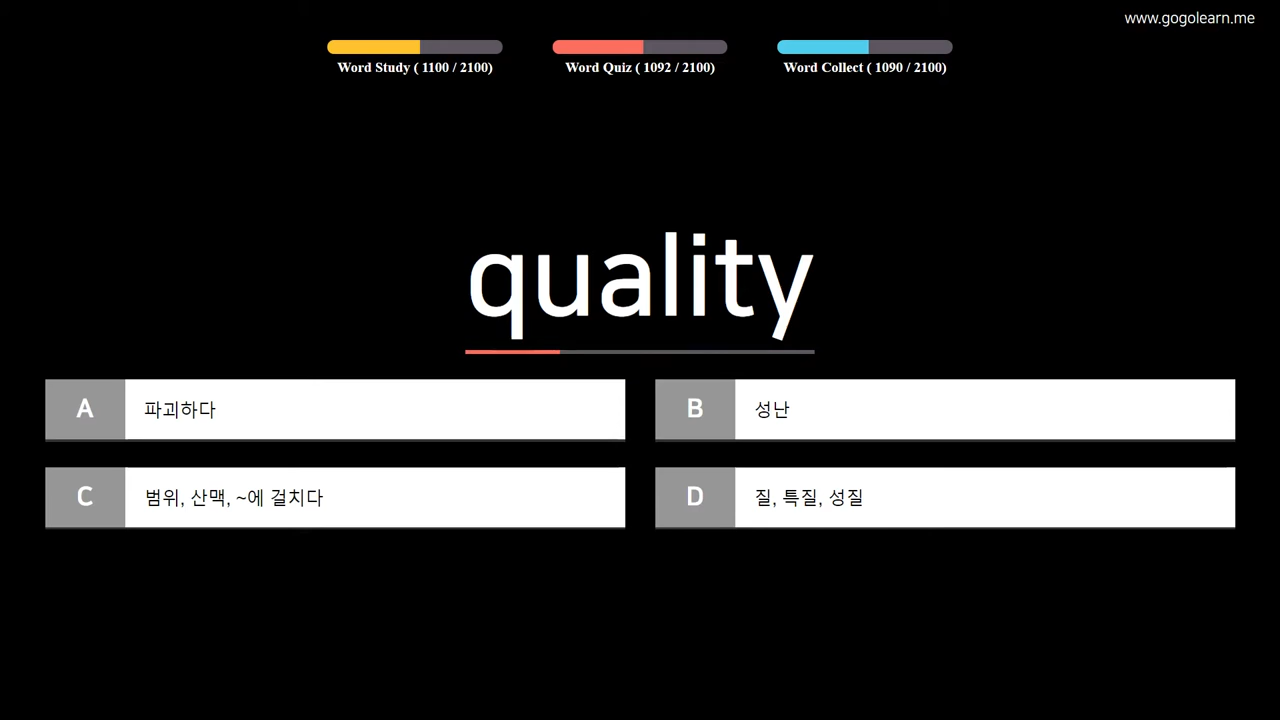 www.gogolearn.me
Word Study ( 1100 / 2100)
Word Quiz ( 1092 / 2100)
Word Collect ( 1090 / 2100)
quality
A 파괴하다
B 성난
C 범위, 산맥, ~에 걸치다
D 질, 특질, 성질